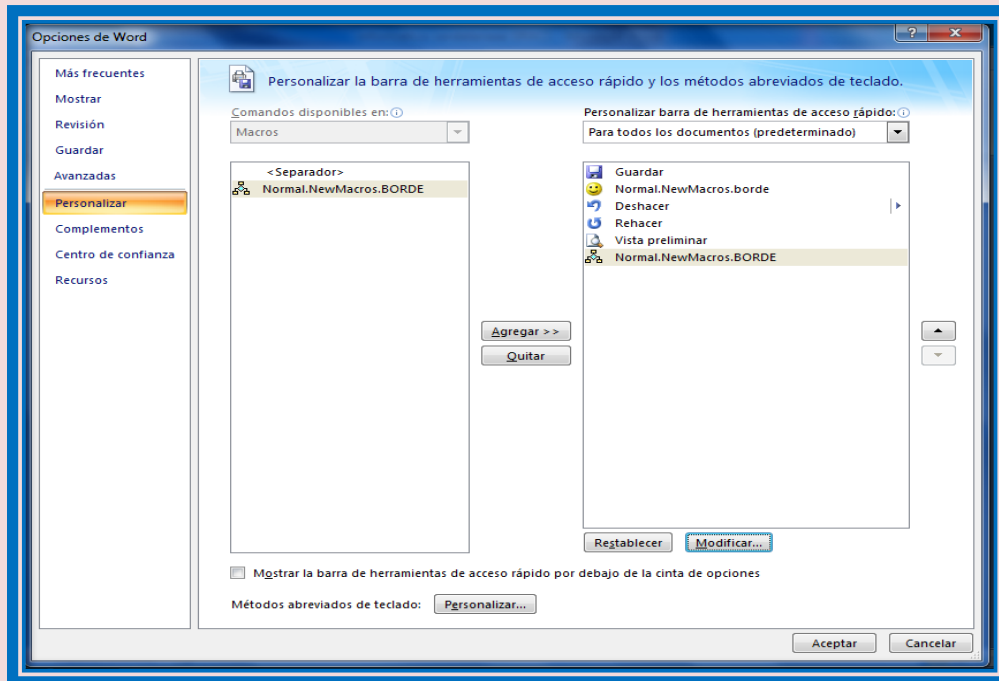 Opciones de Word
Más frecuentes
Mostrar
Revisión
Guardar
Avanzadas
Personalizar
Complementos
Centro de confianza
Recursos
Personalizar la barra de herramientas de acceso rápido y los métodos abreviados de teclado.
Comandos disponibles en:
Macros
<Separador>
Normal.NewMacros.BORDE
Agregar >>
Quitar
Personalizar barra de herramientas de acceso rápido:
Para todos los documentos (predeterminado)
Guardar
Normal.NewMacros.borde
Deshacer
Rehacer
Vista preliminar
Normal.NewMacros.BORDE
Restablecer
Modificar...
Mostrar la barra de herramientas de acceso rápido por debajo de la cinta de opciones
Métodos abreviados de teclado:
Personalizar...
Aceptar
Cancelar